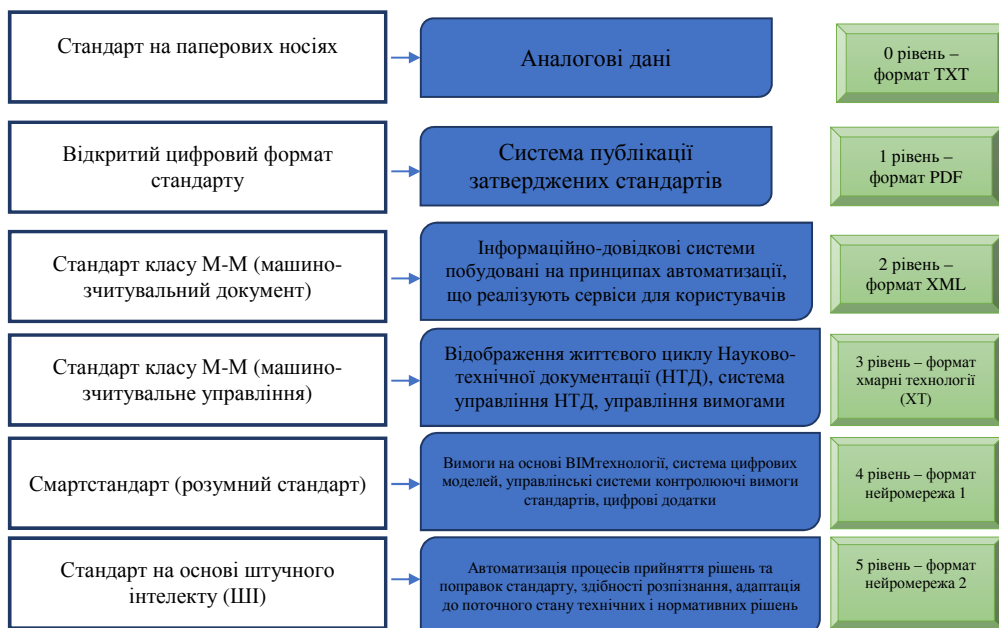 Стандарт на паперових носіях
Аналогові дані
0 рівень –
формат TXT
Відкритий цифровий формат
стандарту
Система публікації
затверджених стандартів
1 рівень –
формат PDF
Стандарт класу М-М (машино-
зчитувальний документ)
Інформаційно-довідкові системи
побудовані на принципах автоматизації,
що реалізують сервіси для користувачів
2 рівень –
формат XML
Стандарт класу М-М (машино-
зчитувальне управління)
Відображення життєвого циклу Науково-
технічної документації (НТД), система
управління НТД, управління вимогами
3 рівень – формат
хмарні технології
(ХТ)
Смартстандарт (розумний стандарт)
Вимоги на основі BIMтехнології, система цифрових
моделей, управлінські системи контролюючі вимоги
стандартів, цифрові додатки
4 рівень – формат
нейромережа 1
Стандарт на основі штучного
інтелекту (ШІ)
Автоматизація процесів прийняття рішень та
поправок стандарту, здібності розпізнання, адаптація
до поточного стану технічних і нормативних рішень
5 рівень – формат
нейромережа 2